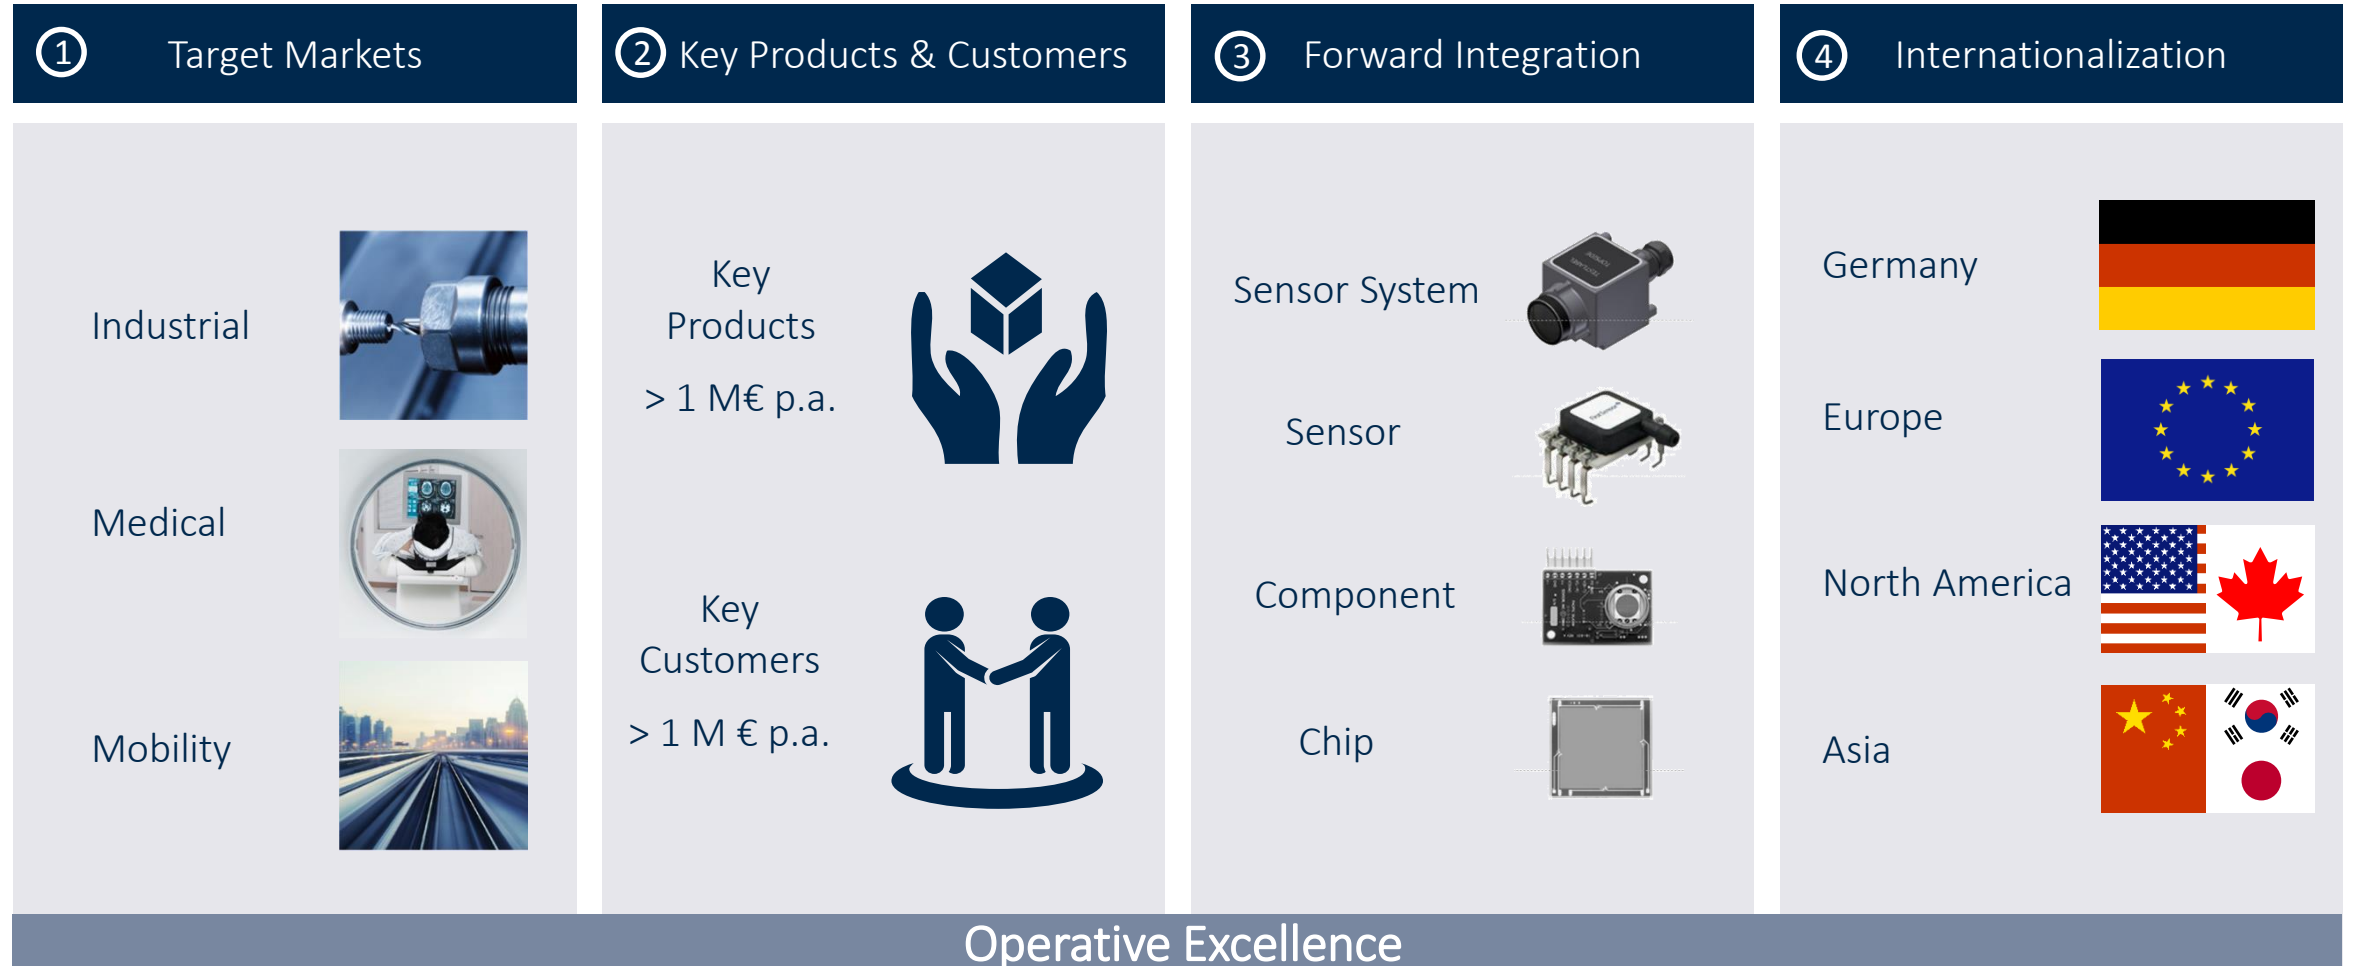 1 Target Markets
Industrial
Medical
Mobility
2 Key Products & Customers
Key
Products
> 1 M€ p.a.
Key
Customers
> 1 M € p.a.
3 Forward Integration
Sensor System
Sensor
Component
Chip
4 Internationalization
Germany
Europe
North America
Asia
Operative Excellence